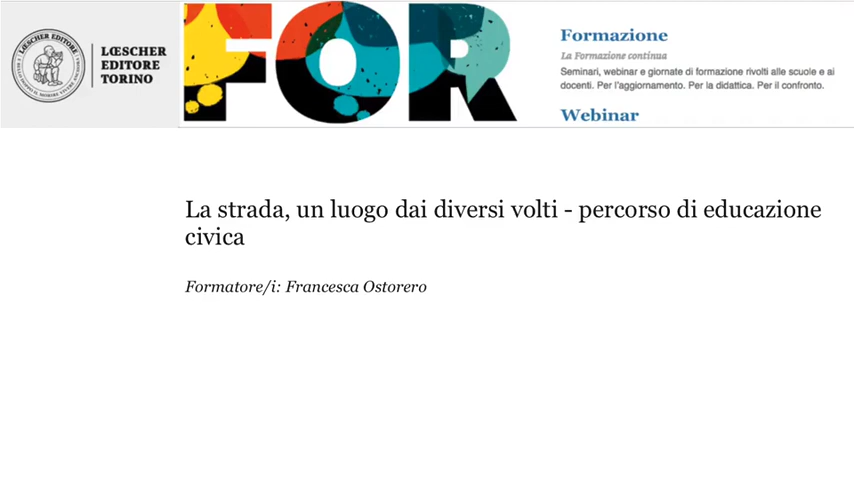 LŒSCHER
EDITORE
TORINO
LŒSCHER EDITORE
FOR
Formazione
La Formazione continua
Seminari, webinar e giornate di formazione rivolti alle scuole e ai
docenti. Per l'aggiornamento. Per la didattica. Per il confronto.
Webinar
La strada, un luogo dai diversi volti - percorso di educazione
civica
Formatore/i: Francesca Ostorero